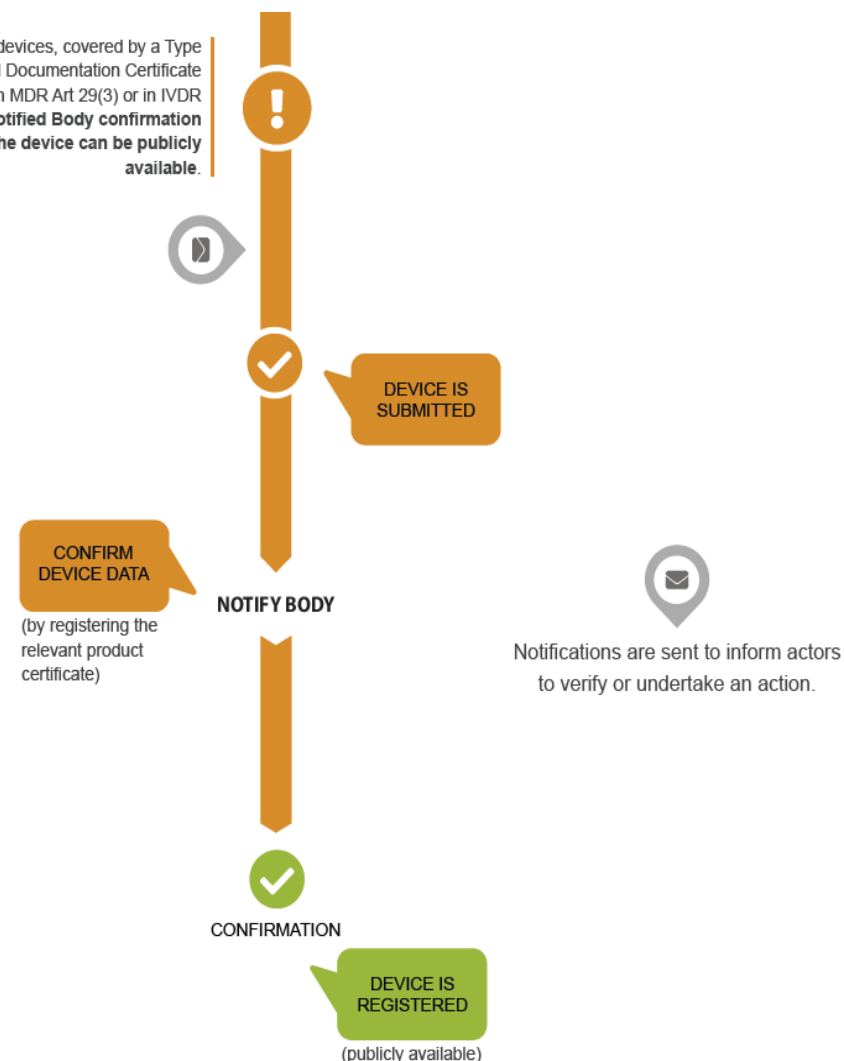 devices, covered by a Type
Documentation Certificate
MDR Art 29(3) or in IVDR
otified Body confirmation
he device can be publicly
available.
DEVICE IS
SUBMITTED
CONFIRM
DEVICE DATA
(by registering the
relevant product
certificate)
NOTIFY BODY
Notifications are sent to inform actors
to verify or undertake an action.
CONFIRMATION
DEVICE IS
REGISTERED
(publicly available)